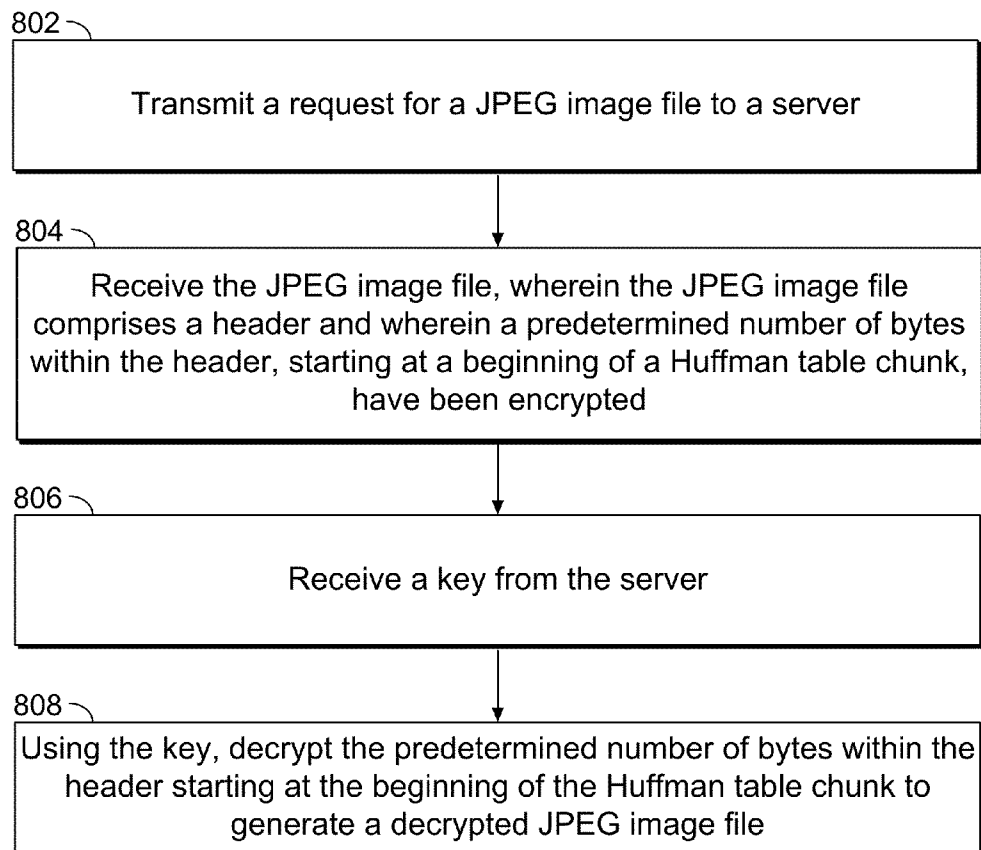 802
Transmit a request for a JPEG image file to a server
804
Receive the JPEG image file, wherein the JPEG image file
comprises a header and wherein a predetermined number of bytes
within the header, starting at a beginning of a Huffman table chunk,
have been encrypted
806
Receive a key from the server
808
Using the key, decrypt the predetermined number of bytes within the
header starting at the beginning of the Huffman table chunk to
generate a decrypted JPEG image file